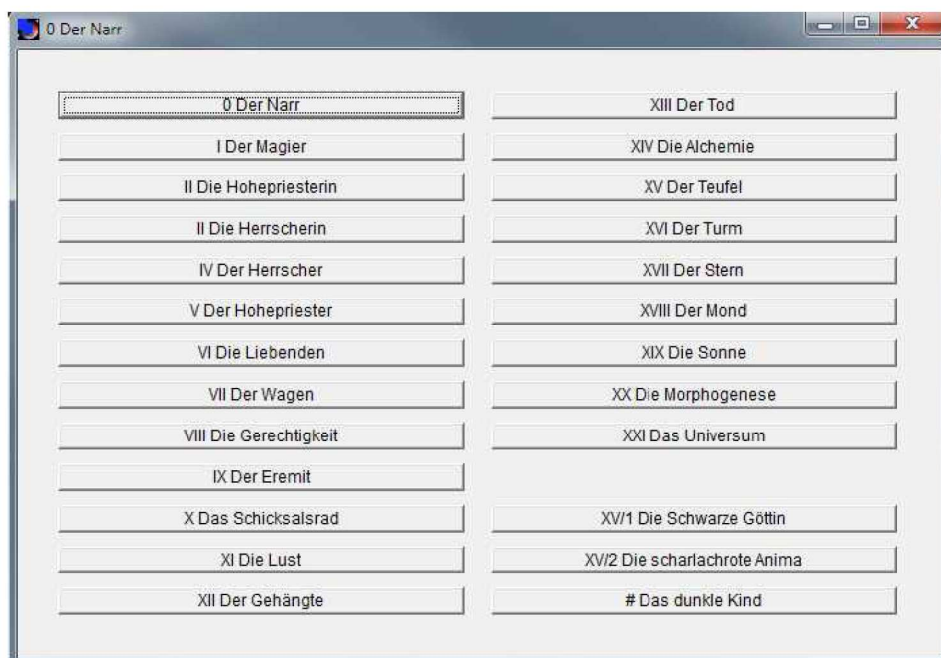 0 Der Narr
0 Der Narr
I Der Magier
II Die Hohepriesterin
II Die Herrscherin
IV Der Herrscher
V Der Hohepriester
VI Die Liebenden
VII Der Wagen
VIII Die Gerechtigkeit
IX Der Eremit
X Das Schicksalsrad
XI Die Lust
XII Der Gehängte
XIII Der Tod
XIV Die Alchemie
XV Der Teufel
XVI Der Turm
XVII Der Stern
XVIII Der Mond
XIX Die Sonne
XX Die Morphogenese
XXI Das Universum
XV/1 Die Schwarze Göttin
XV/2 Die scharlachrote Anima
# Das dunkle Kind